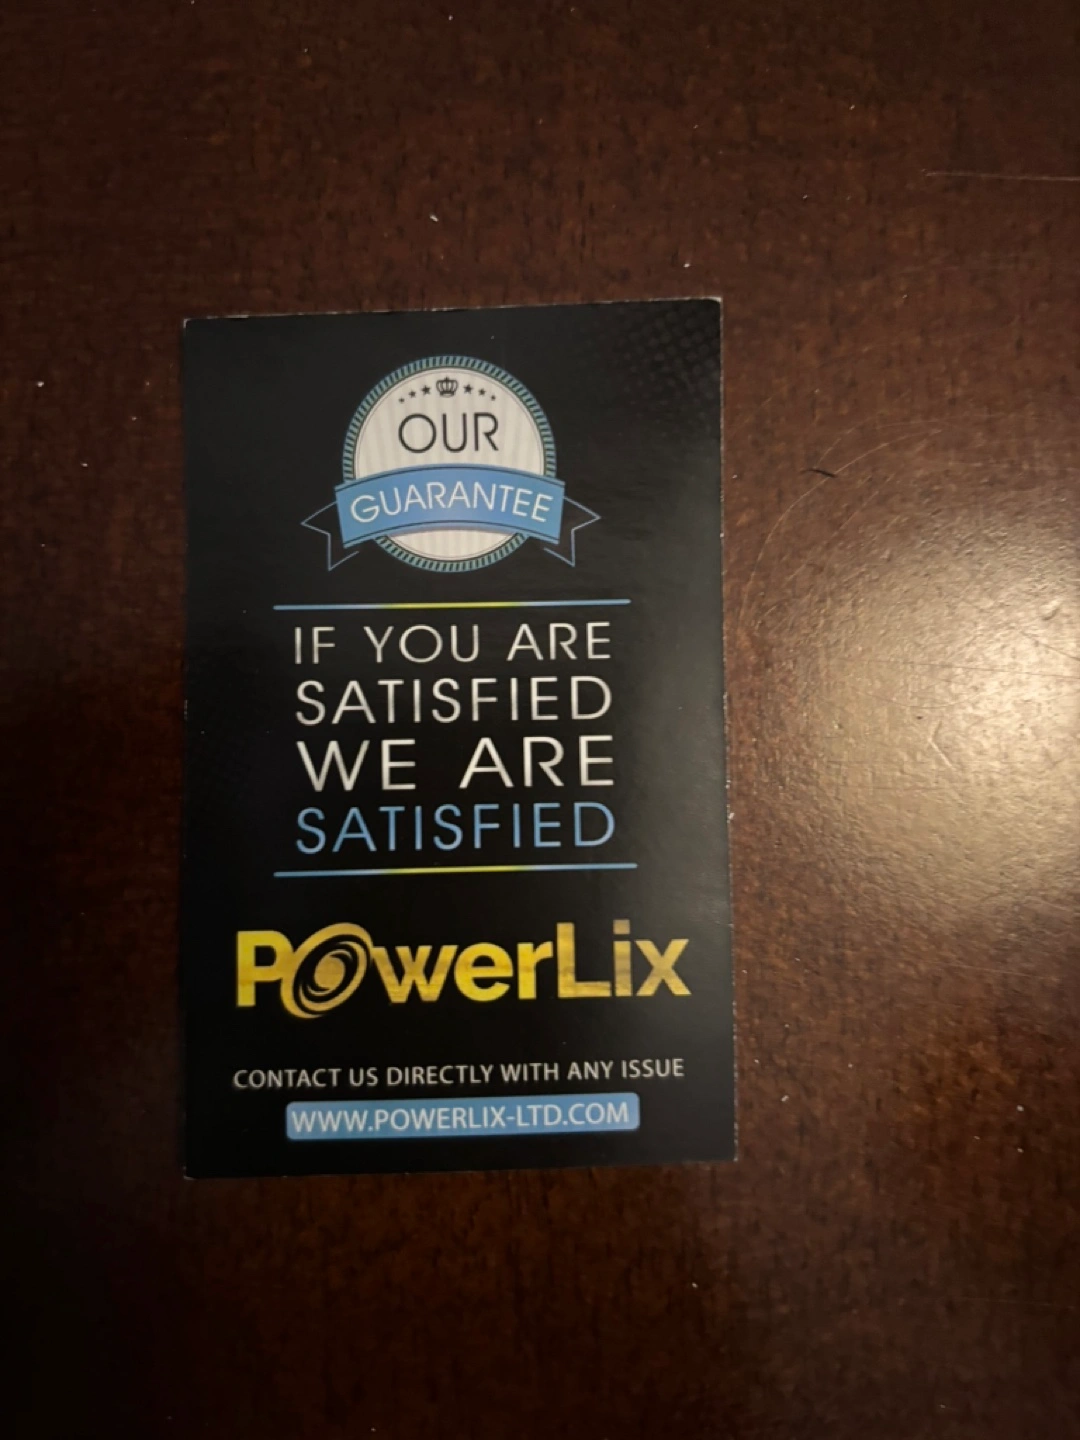 OUR
GUARANTEE
IF YOU ARE
SATISFIED
WE ARE
SATISFIED
PowerLix
CONTACT US DIRECTLY WITH ANY ISSUE
WWW.POWERLIX-LTD.COM